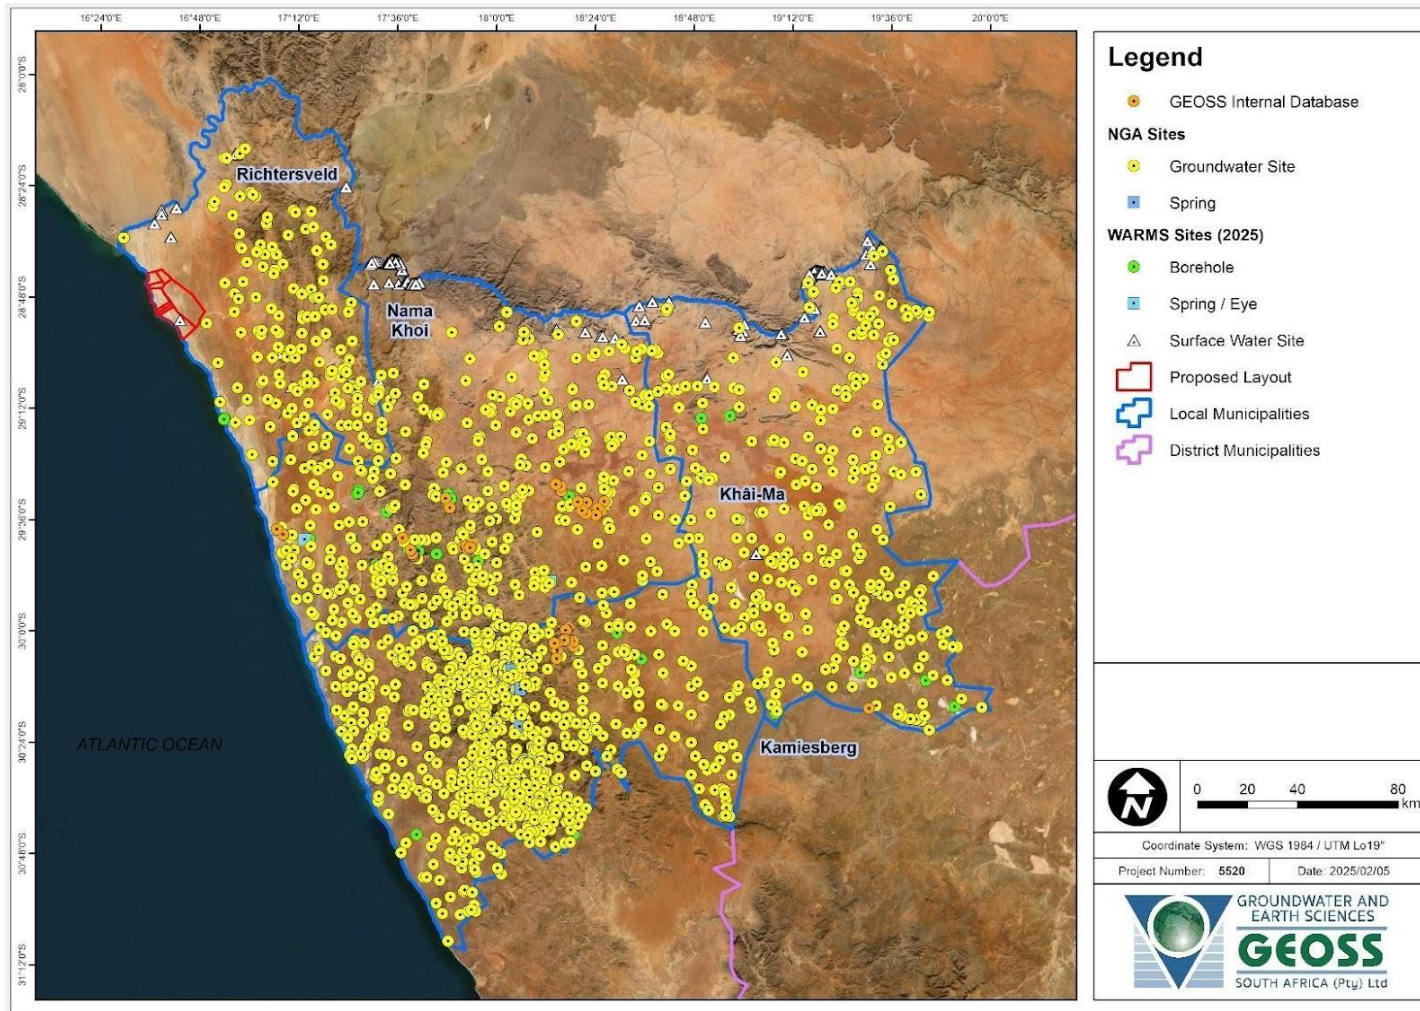 16°24'0"E 16°48'0"E 17°12'0"E 17°36'0"E 18°0'0"E 18°24'0"E 18°48'0"E 19°12'0"E 19°36'0"E 20°0'0"E
28°0'0"S
28°24'0"S
28°48'0"S
29°12'0"S
29°36'0"S
30°0'0"S
30°24'0"S
30°48'0"S
31°12'0"S
Richtersveld
Nama
Khoi
Khâi-Ma
Kamiesberg
ATLANTIC OCEAN
Legend
GEOSS Internal Database
NGA Sites
Groundwater Site
Spring
WARMS Sites (2025)
Borehole
Spring / Eye
Surface Water Site
Proposed Layout
Local Municipalities
District Municipalities
N
0 20 40 80
km
Coordinate System: WGS 1984 / UTM Lo19°
Project Number: 5520 Date: 2025/02/05
GROUNDWATER AND
EARTH SCIENCES
GEOSS
SOUTH AFRICA (Pty) Ltd